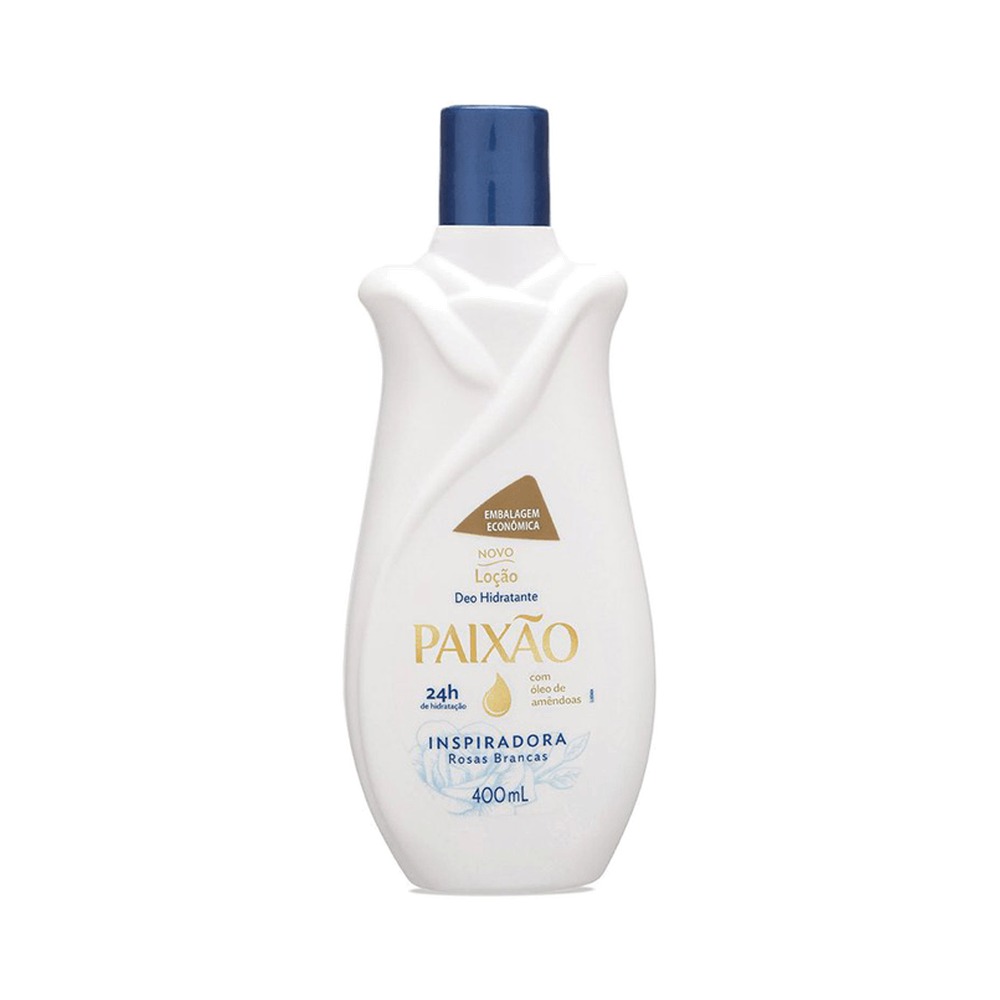 EMBALAGEM
ECONÔMICA
NOVO
Loção
Deo Hidratante
PAIXÃO
24h
de hidratação
com
óleo de
amêndoas
INSPIRADORA
Rosas Brancas
400mL